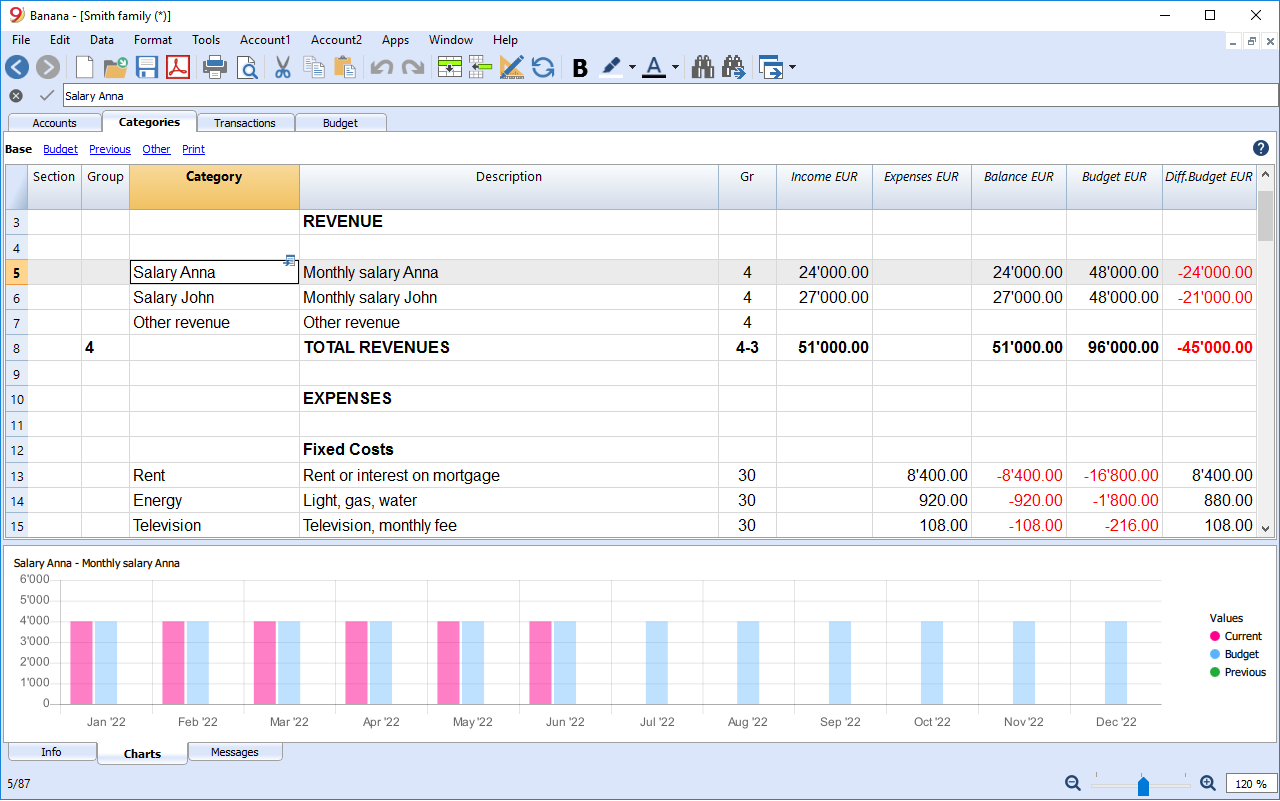 Banana - [Smith family (*)]
File Edit Data Format Tools Account1 Account2 Apps Window Help
B A
Salary Anna
Accounts Categories Transactions Budget
Base Budget Previous Other Print ?
Section Group Category Description Gr Income EUR Expenses EUR Balance EUR Budget EUR Diff.Budget EUR
3 REVENUE
4
5 Salary Anna Monthly salary Anna 4 24'000.00 24'000.00 48'000.00 -24'000.00
6 Salary John Monthly salary John 4 27'000.00 27'000.00 48'000.00 -21'000.00
7 Other revenue Other revenue 4
8 4 TOTAL REVENUES 4-3 51'000.00 51'000.00 96'000.00 -45'000.00
9
10 EXPENSES
11
12 Fixed Costs
13 Rent Rent or interest on mortgage 30 8'400.00 -8'400.00 -16'800.00 8'400.00
14 Energy Light, gas, water 30 920.00 -920.00 -1'800.00 880.00
15 Television Television, monthly fee 30 108.00 -108.00 -216.00 108.00
Salary Anna - Monthly salary Anna
6'000
5'000
4'000
3'000
2'000
1'000
0
Jan '22 Feb '22 Mar '22 Apr '22 May '22 Jun '22 Jul '22 Aug '22 Sep '22 Oct '22 Nov '22 Dec '22
Values
Current
Budget
Previous
Info Charts Messages
5/87 120 %